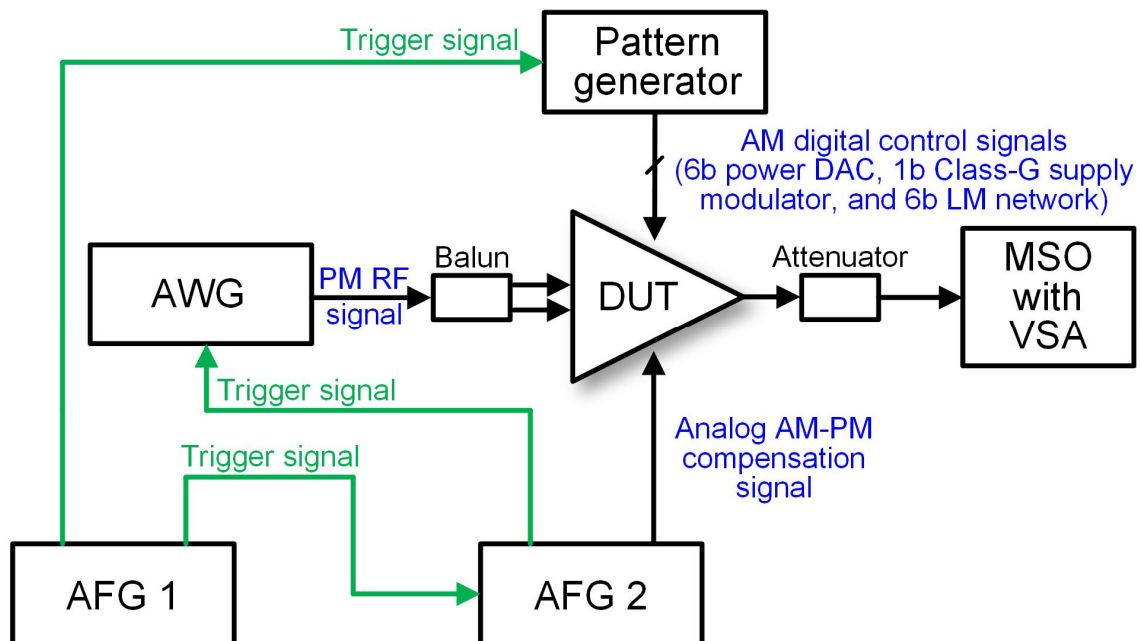 Trigger signal
Pattern
generator
AM digital control signals
(6b power DAC, 1b Class-G supply
modulator, and 6b LM network)
AWG
PM RF
signal
Balun
DUT
Attenuator
MSO
with
VSA
Trigger signal
Trigger signal
Analog AM-PM
compensation
signal
AFG 1
AFG 2